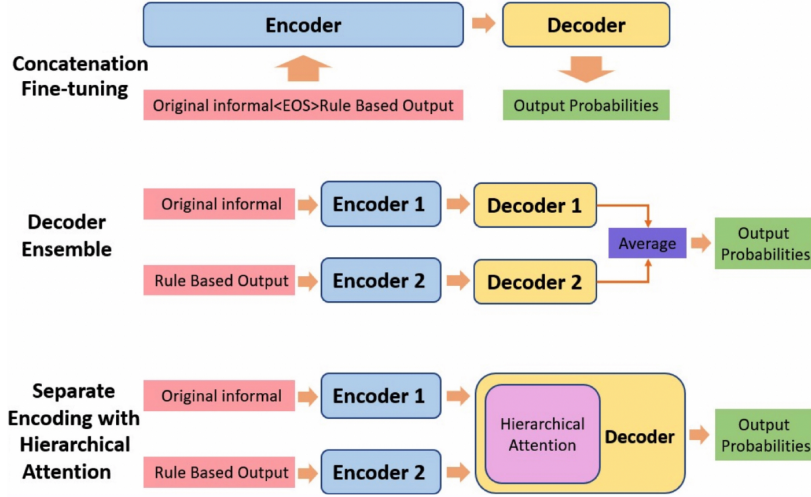 Concatenation
Fine-tuning
Encoder
Decoder
Original informal<EOS>Rule Based Output
Output Probabilities
Decoder
Ensemble
Original informal
Encoder 1
Decoder 1
Rule Based Output
Encoder 2
Decoder 2
Average
Output
Probabilities
Separate
Encoding with
Hierarchical
Attention
Original informal
Encoder 1
Rule Based Output
Encoder 2
Hierarchical
Attention
Decoder
Output
Probabilities